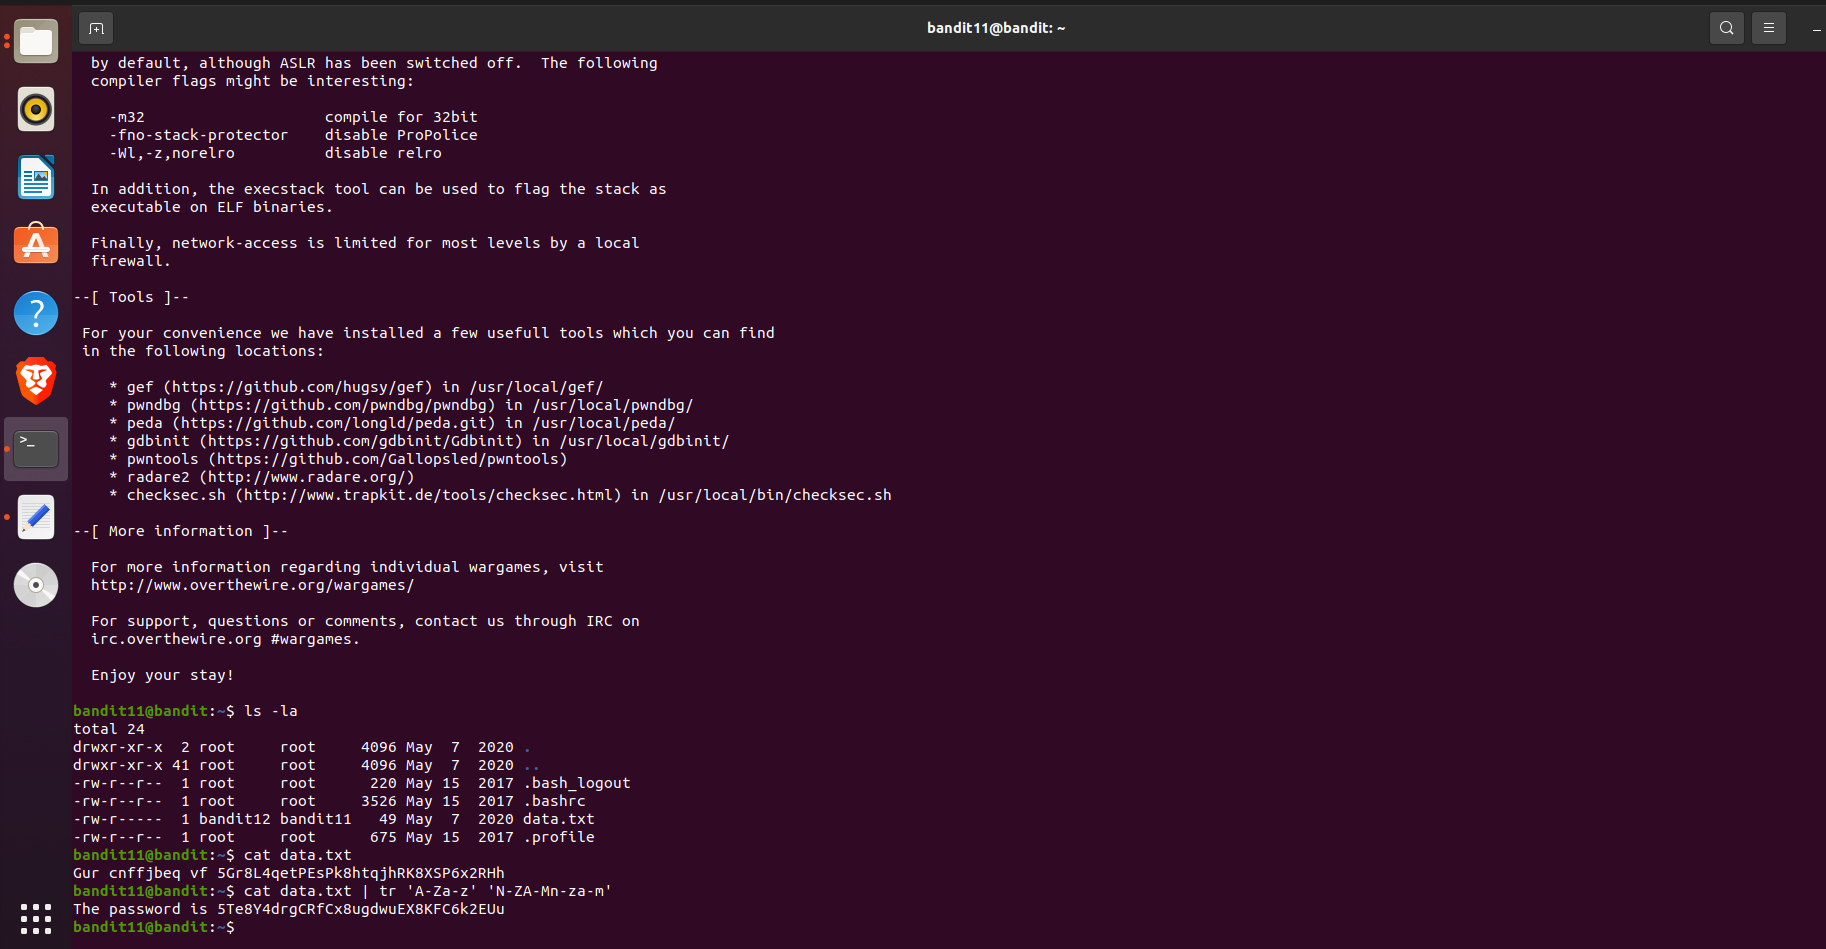 bandit11@bandit: ~
by default, although ASLR has been switched off.  The following
compiler flags might be interesting:
-m32                    compile for 32bit
-fno-stack-protector    disable ProPolice
-Wl,-z,norelro          disable relro
In addition, the execstack tool can be used to flag the stack as
executable on ELF binaries.
Finally, network-access is limited for most levels by a local
firewall.
--[ Tools ]--
For your convenience we have installed a few usefull tools which you can find
in the following locations:
* gef (https://github.com/hugsy/gef) in /usr/local/gef/
* pwndbg (https://github.com/pwndbg/pwndbg) in /usr/local/pwndbg/
* peda (https://github.com/longld/peda.git) in /usr/local/peda/
* gdbinit (https://github.com/gdbinit/Gdbinit) in /usr/local/gdbinit/
* pwntools (https://github.com/Gallopsled/pwntools)
* radare2 (http://www.radare.org/)
* checksec.sh (http://www.trapkit.de/tools/checksec.html) in /usr/local/bin/checksec.sh
--[ More information ]--
For more information regarding individual wargames, visit
http://www.overthewire.org/wargames/
For support, questions or comments, contact us through IRC on
irc.overthewire.org #wargames.
Enjoy your stay!
bandit11@bandit:~$ ls -la
total 24
drwxr-xr-x  2 root     root     4096 May  7  2020 .
drwxr-xr-x 41 root     root     4096 May  7  2020 ..
-rw-r--r--  1 root     root      220 May 15  2017 .bash_logout
-rw-r--r--  1 root     root     3526 May 15  2017 .bashrc
-rw-r-----  1 bandit12 bandit11   49 May  7  2020 data.txt
-rw-r--r--  1 root     root      675 May 15  2017 .profile
bandit11@bandit:~$ cat data.txt
Gur cnffjbeq vf 5Gr8L4qetPEsPk8htqjhRK8XSP6x2RHh
bandit11@bandit:~$ cat data.txt | tr 'A-Za-z' 'N-ZA-Mn-za-m'
The password is 5Te8Y4drgCRfCx8ugdwuEX8KFC6k2EUu
bandit11@bandit:~$